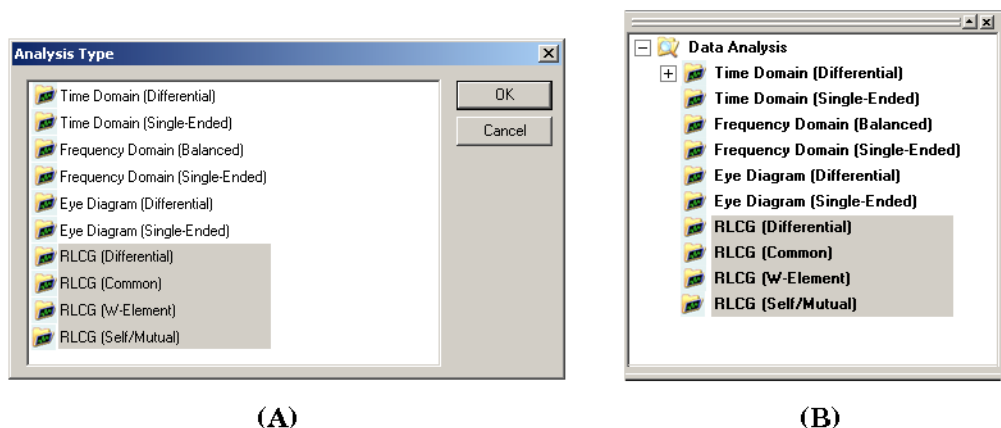 Analysis Type
Time Domain (Differential)
Time Domain (Single-Ended)
Frequency Domain (Balanced)
Frequency Domain (Single-Ended)
Eye Diagram (Differential)
Eye Diagram (Single-Ended)
RLCG (Differential)
RLCG (Common)
RLCG (W-Element)
RLCG (Self/Mutual)
OK
Cancel
(A)
Data Analysis
Time Domain (Differential)
Time Domain (Single-Ended)
Frequency Domain (Balanced)
Frequency Domain (Single-Ended)
Eye Diagram (Differential)
Eye Diagram (Single-Ended)
RLCG (Differential)
RLCG (Common)
RLCG (W-Element)
RLCG (Self/Mutual)
(B)